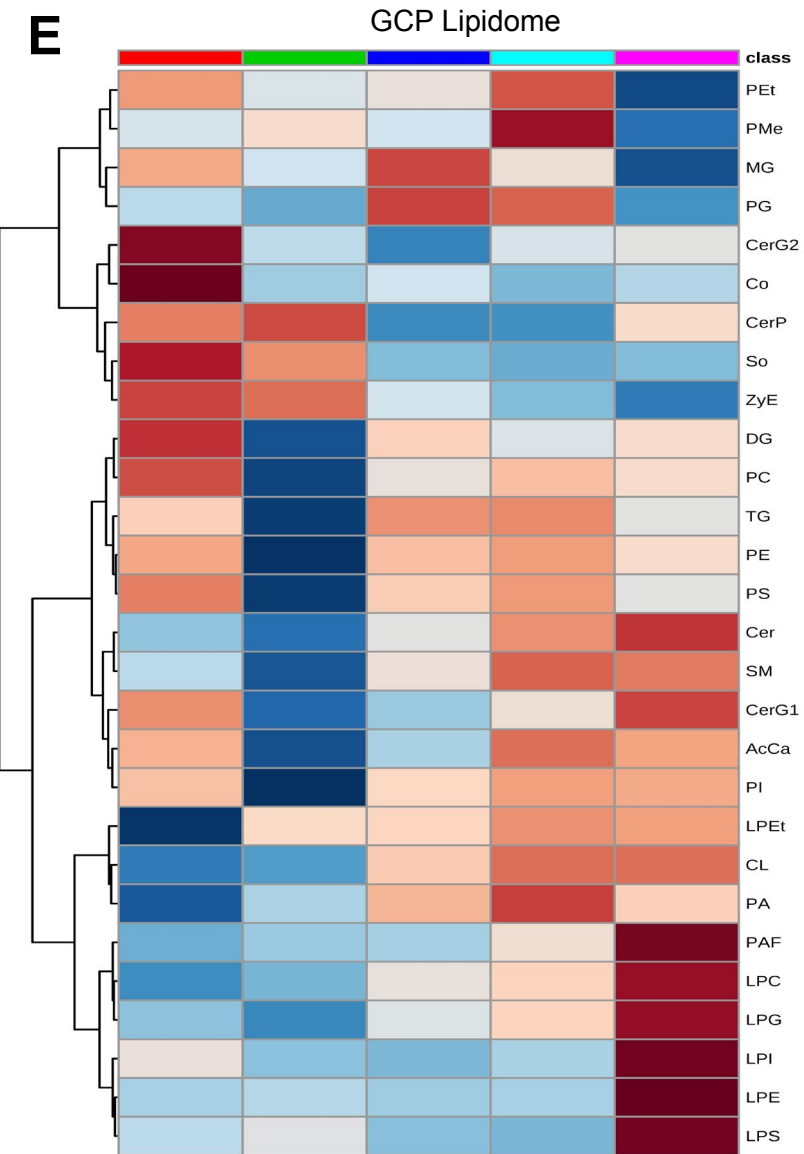 E
GCP Lipidome
class
PEt
PMe
MG
PG
CerG2
Co
CerP
So
ZyE
DG
PC
TG
PE
PS
Cer
SM
CerG1
AcCa
PI
LPEt
CL
PA
PAF
LPC
LPG
LPI
LPE
LPS